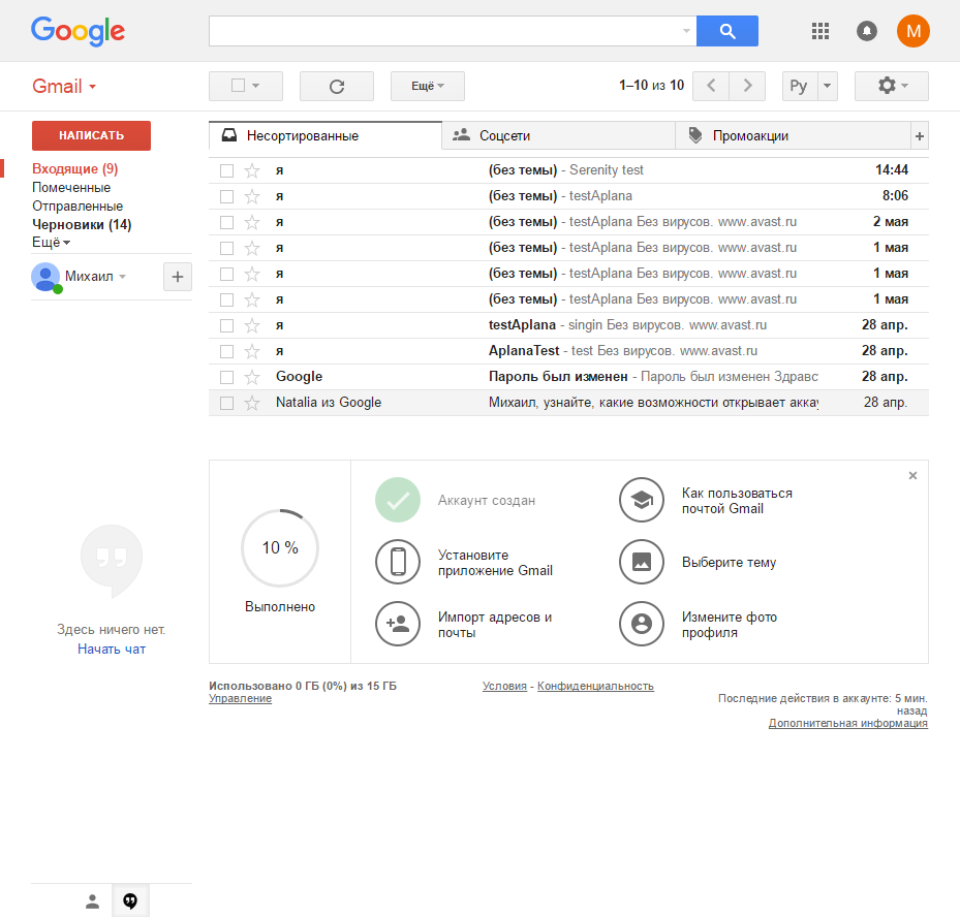 Google
M
Gmail
Ещё
1–10 из 10
Ру
НАПИСАТЬ
Входящие (9)
Помеченные
Отправленные
Черновики (14)
Ещё
Михаил
+
Несортированные
Соцсети
Промоакции
+
я (без темы) - Serenity test 14:44
я (без темы) - testAplana 8:06
я (без темы) - testAplana Без вирусов. www.avast.ru 2 мая
я (без темы) - testAplana Без вирусов. www.avast.ru 1 мая
я (без темы) - testAplana Без вирусов. www.avast.ru 1 мая
я (без темы) - testAplana Без вирусов. www.avast.ru 1 мая
я testAplana - singin Без вирусов. www.avast.ru 28 апр.
я AplanaTest - test Без вирусов. www.avast.ru 28 апр.
Google Пароль был изменен - Пароль был изменен Здравс 28 апр.
Natalia из Google Михаил, узнайте, какие возможности открывает акка 28 апр.
10 %
Выполнено
Аккаунт создан
Как пользоваться
почтой Gmail
Установите
приложение Gmail
Выберите тему
Импорт адресов и
почты
Измените фото
профиля
Здесь ничего нет.
Начать чат
Использовано 0 ГБ (0%) из 15 ГБ
Управление
Условия - Конфиденциальность
Последние действия в аккаунте: 5 мин.
назад
Дополнительная информация